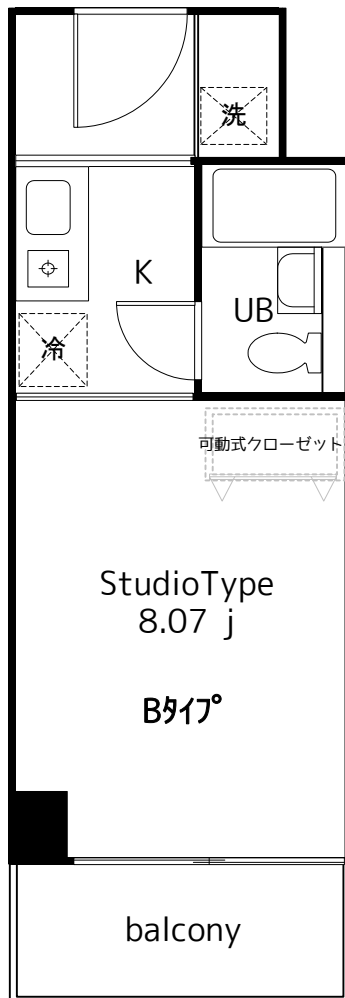 洗
K
UB
冷
可動式クローゼット
StudioType
8.07 j
Bﾀｲﾌﾟ
balcony